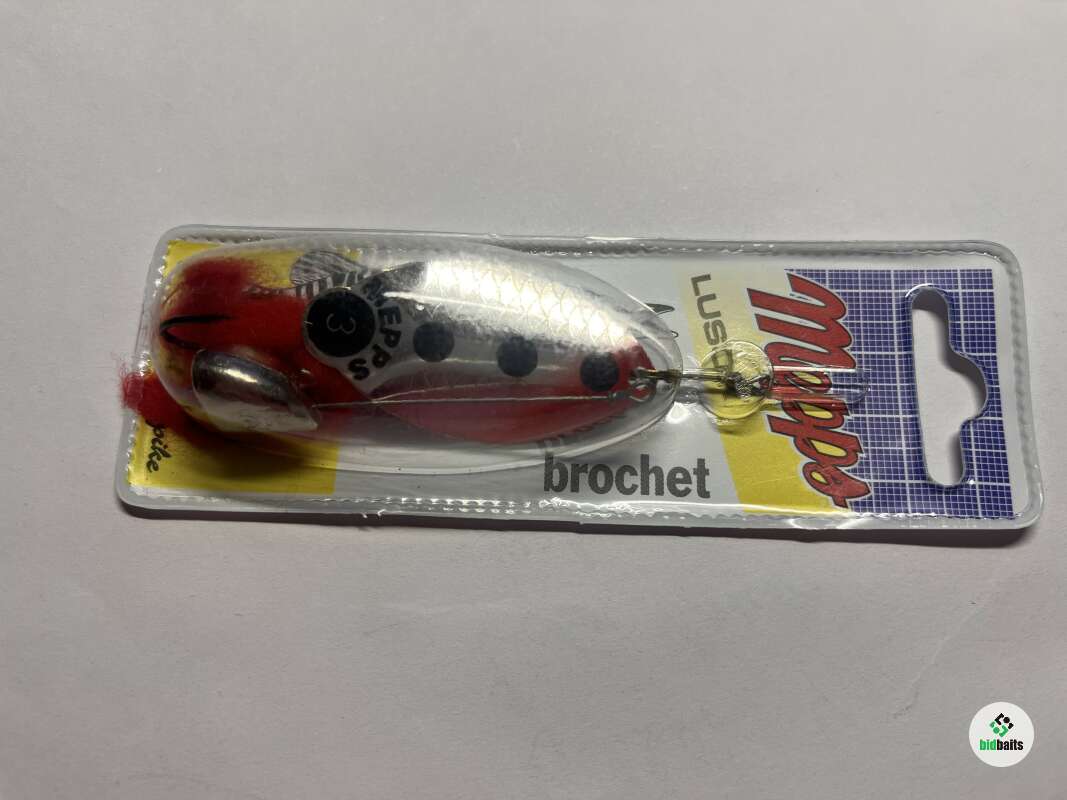 Mepps
LUSOX
MEPPS
3
brochet
pike
bidbaits